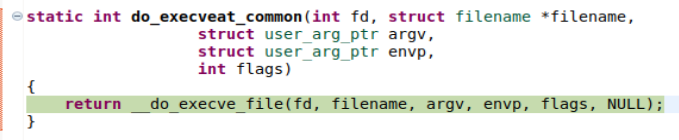 static int do_execveat_common(int fd, struct filename *filename,
struct user_arg_ptr argv,
struct user_arg_ptr envp,
int flags)
{
return __do_execve_file(fd, filename, argv, envp, flags, NULL);
}